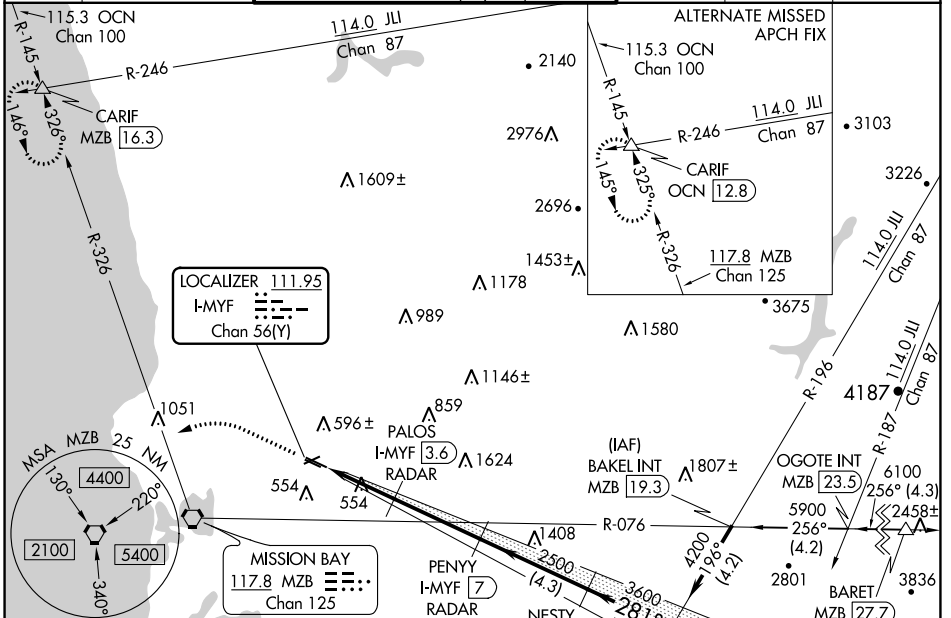 115.3 OCN
Chan 100
R-145
114.0 JLI
Chan 87
R-246
CARIF
MZB 16.3
146°
326°
R-326
2140
2976
1609±
2696
1453±
1178
989
1580
1146±
859
596±
1624
554
554
1051
1408
1807±
ALTERNATE MISSED
APCH FIX
115.3 OCN
Chan 100
R-145
114.0 JLI
R-246
Chan 87
CARIF
OCN 12.8
145°
325°
R-326
117.8 MZB
Chan 125
3103
3226
3675
114.0 JLI
Chan 87
R-196
4187
114.0 JLI
Chan 87
R-187
LOCALIZER 111.95
I-MYF
Chan 56(Y)
PALOS
I-MYF 3.6
RADAR
(IAF)
BAKEL INT
MZB 19.3
OGOTE INT
MZB 23.5
6100
256° (4.3)
2458±
5900
256°
(4.2)
R-076
4200
196°
(4.2)
2801
3836
BARET
MZB 27.7
MSA MZB 25 NM
130°
4400
220°
2100
5400
340°
MISSION BAY
117.8 MZB
Chan 125
PENYY
I-MYF 7
RADAR
2500
(4.3)
3600
281°
NESTY